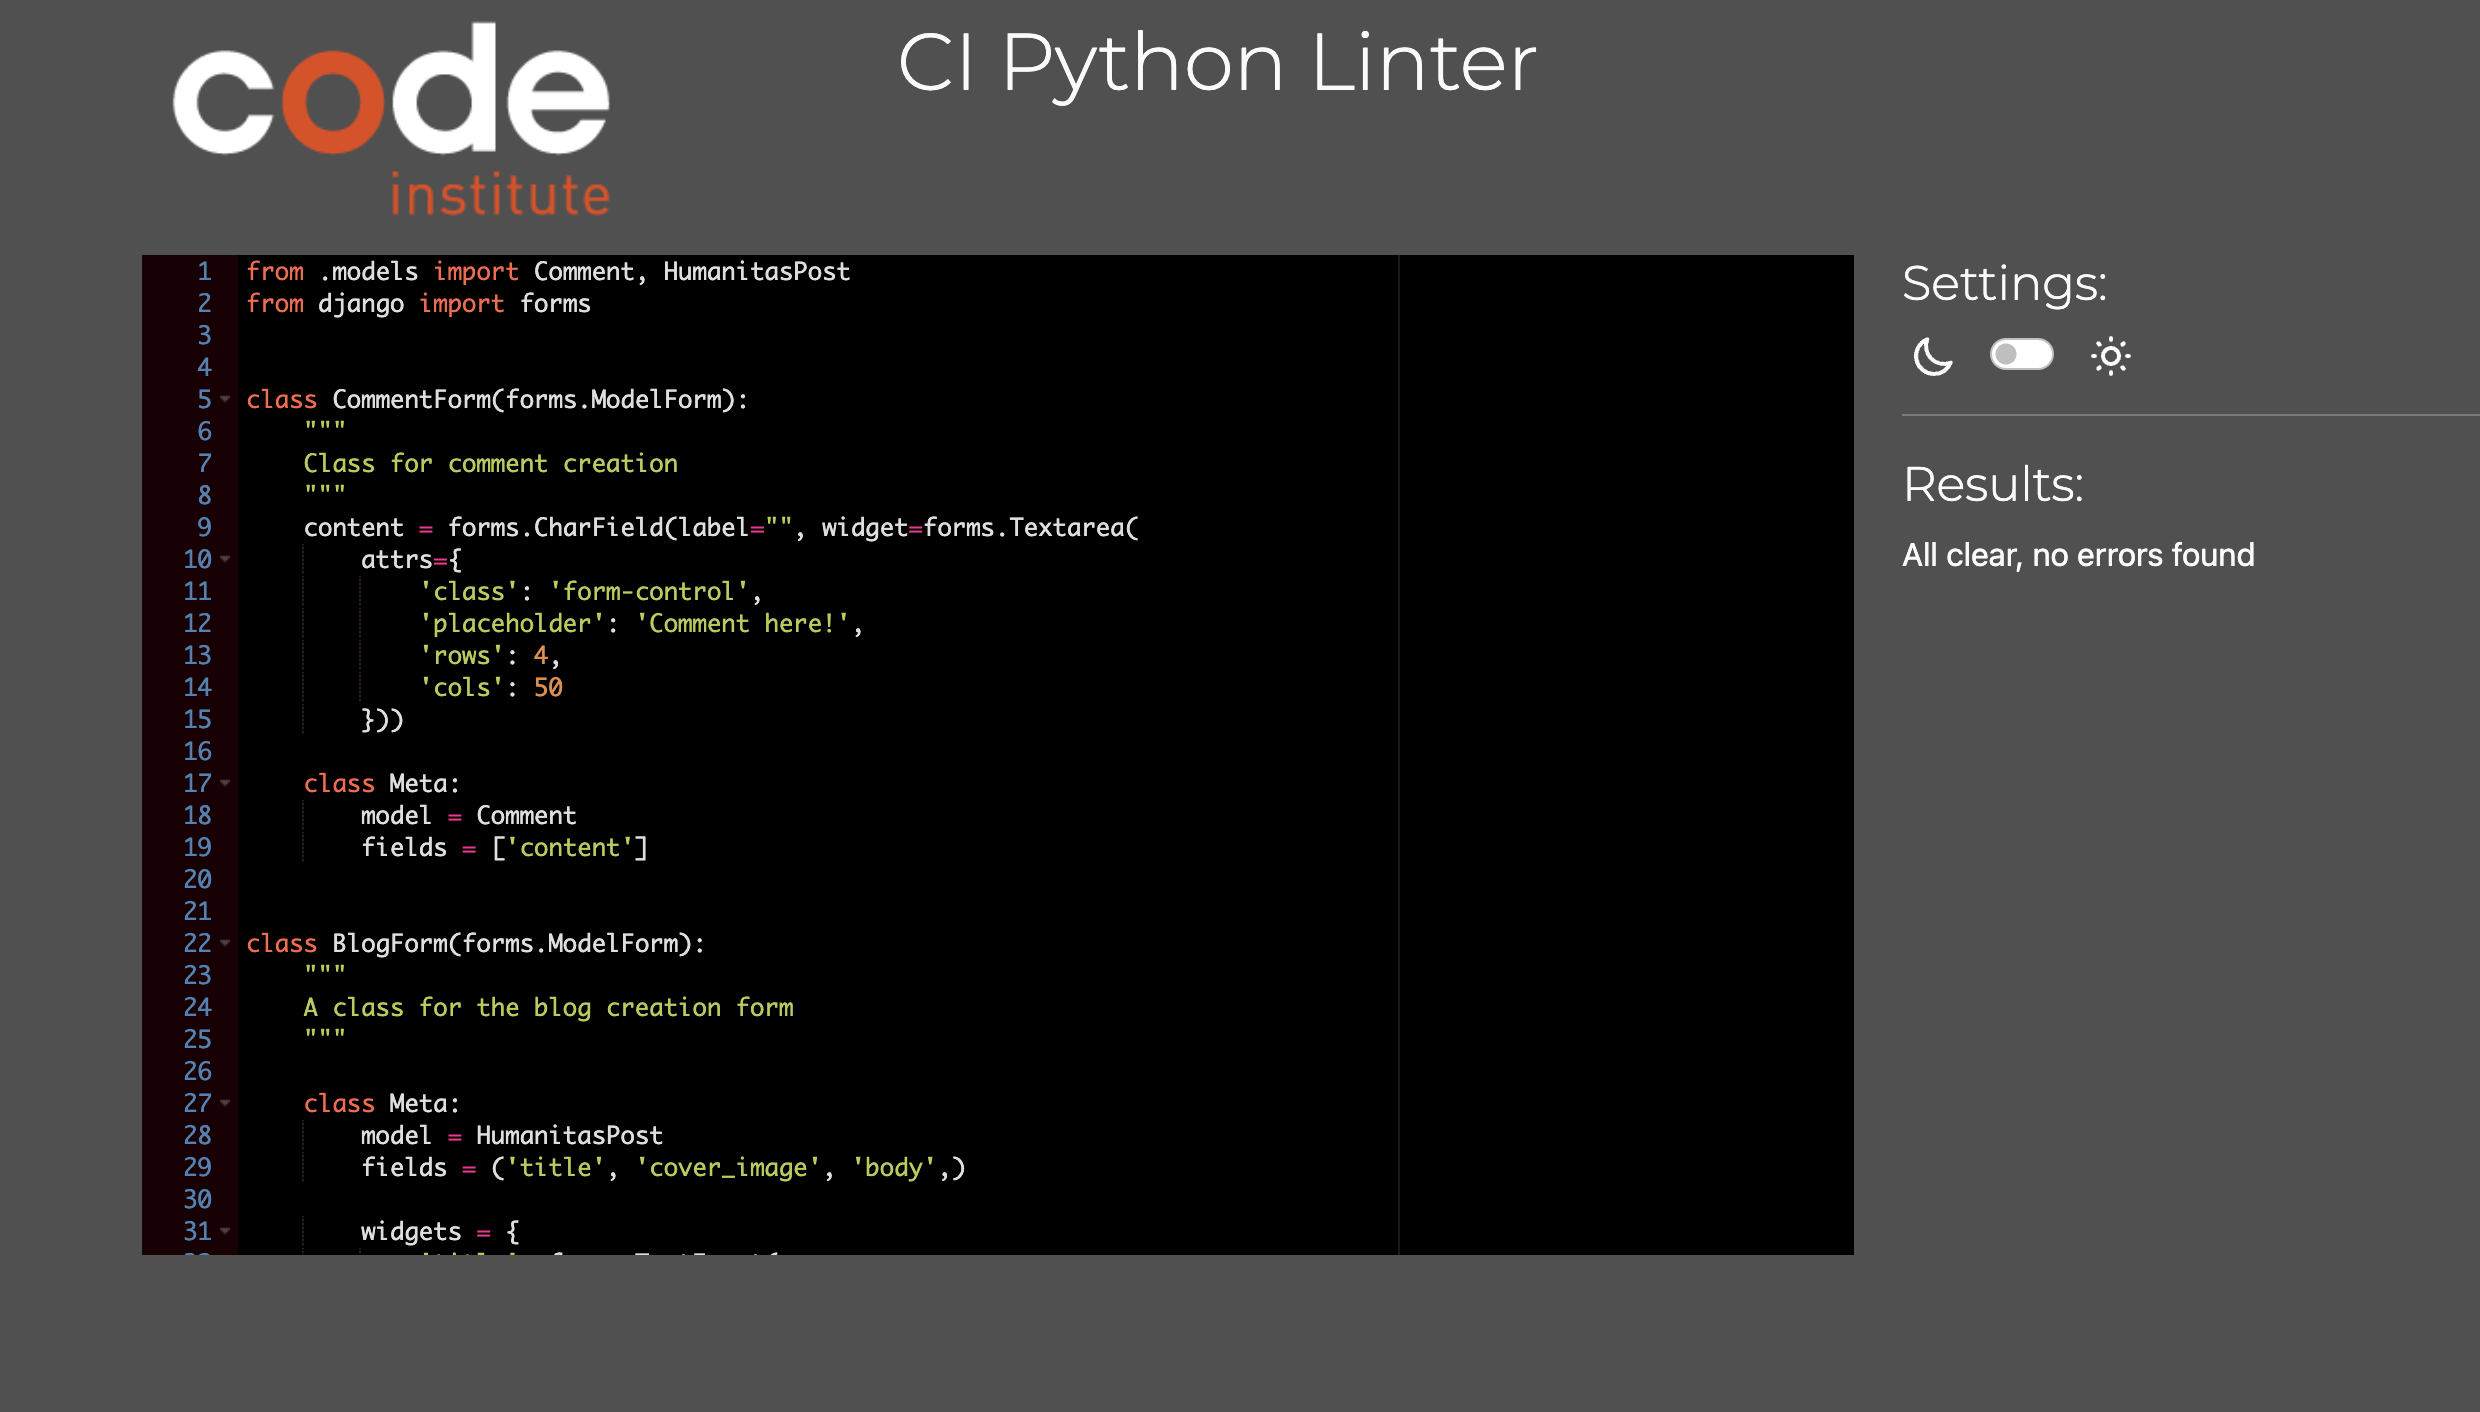 code
institute
CI Python Linter
1 from .models import Comment, HumanitasPost
2 from django import forms
3
4
5 class CommentForm(forms.ModelForm):
6     """
7     Class for comment creation
8     """
9     content = forms.CharField(label="", widget=forms.Textarea(
10         attrs={
11             'class': 'form-control',
12             'placeholder': 'Comment here!',
13             'rows': 4,
14             'cols': 50
15         }))
16
17     class Meta:
18         model = Comment
19         fields = ['content']
20
21
22 class BlogForm(forms.ModelForm):
23     """
24     A class for the blog creation form
25     """
26
27     class Meta:
28         model = HumanitasPost
29         fields = ('title', 'cover_image', 'body',)
30
31         widgets = {
Settings:
Results:
All clear, no errors found